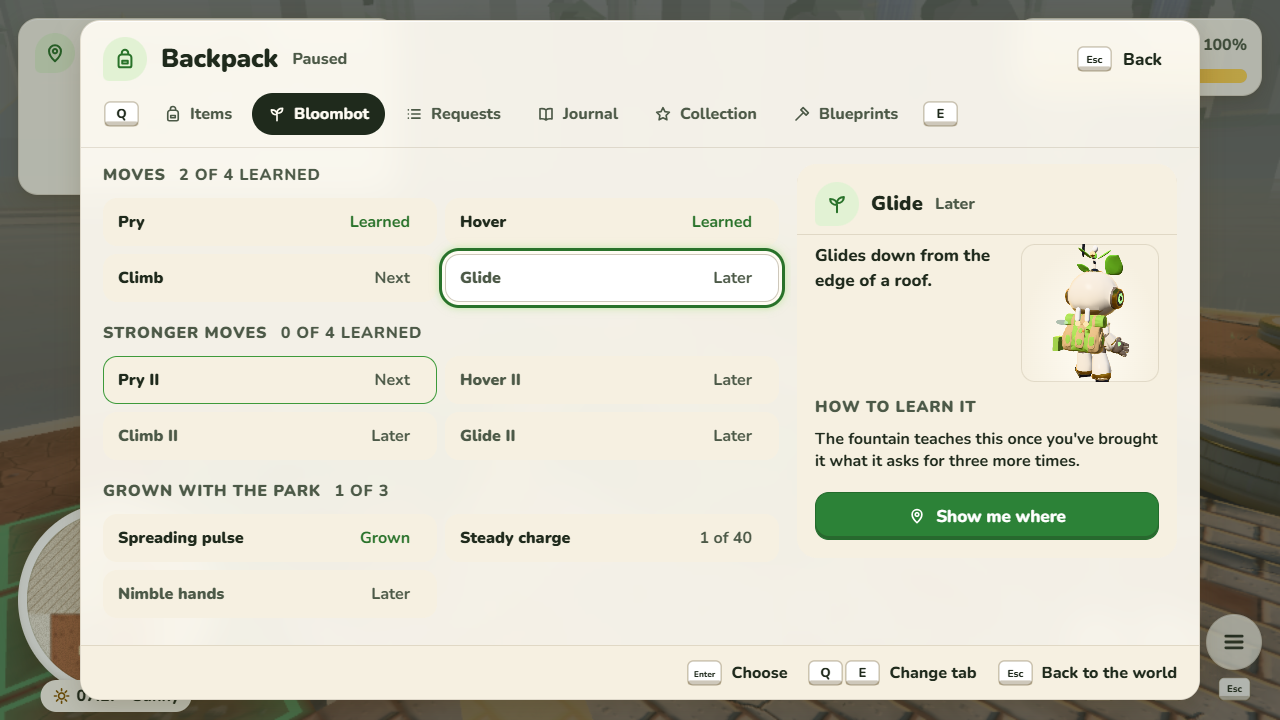 Backpack Paused
Esc Back
100%
Q Items Bloombot Requests Journal Collection Blueprints E
MOVES 2 OF 4 LEARNED
Pry Learned
Hover Learned
Climb Next
Glide Later
STRONGER MOVES 0 OF 4 LEARNED
Pry II Next
Hover II Later
Climb II Later
Glide II Later
GROWN WITH THE PARK 1 OF 3
Spreading pulse Grown
Steady charge 1 of 40
Nimble hands Later
Glide Later
Glides down from the
edge of a roof.
HOW TO LEARN IT
The fountain teaches this once you've brought
it what it asks for three more times.
Show me where
Enter Choose
Q E Change tab
Esc Back to the world
Esc